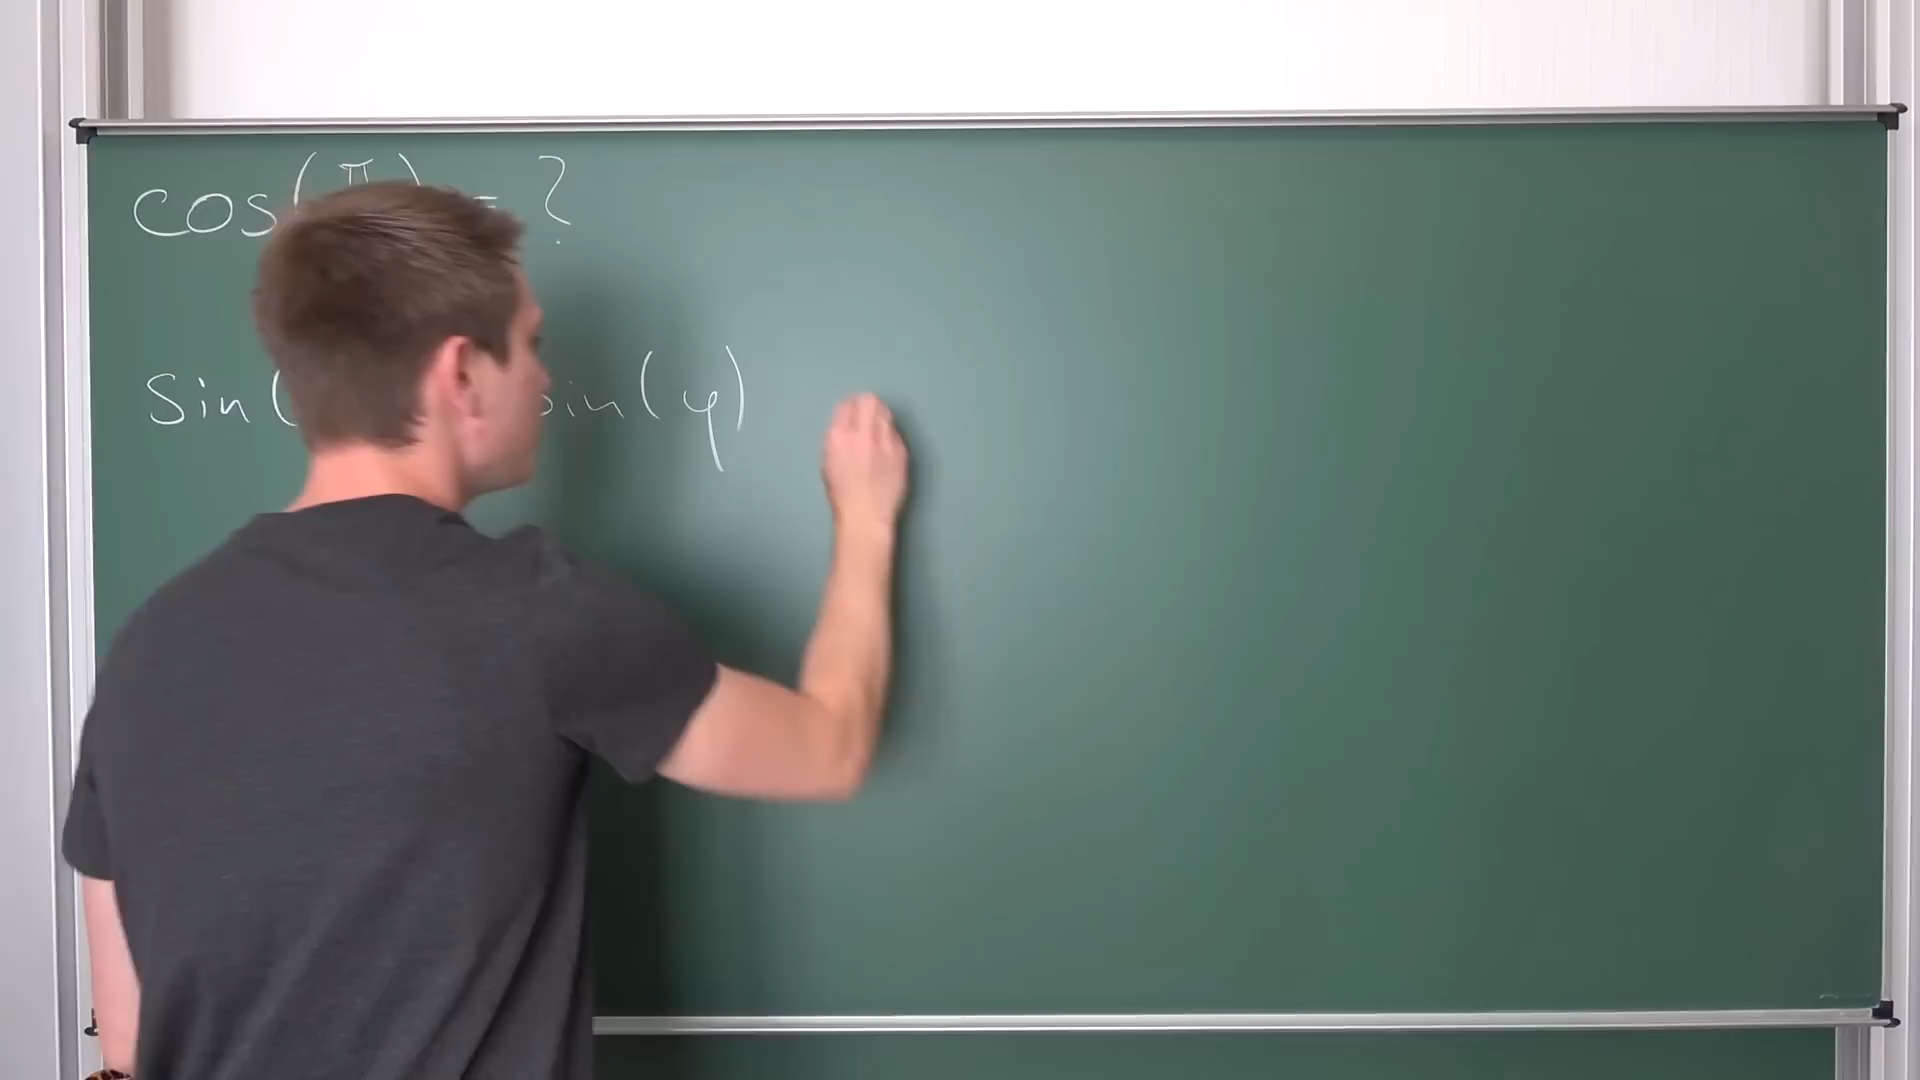 cos(π) = ?
sin( sin(y)